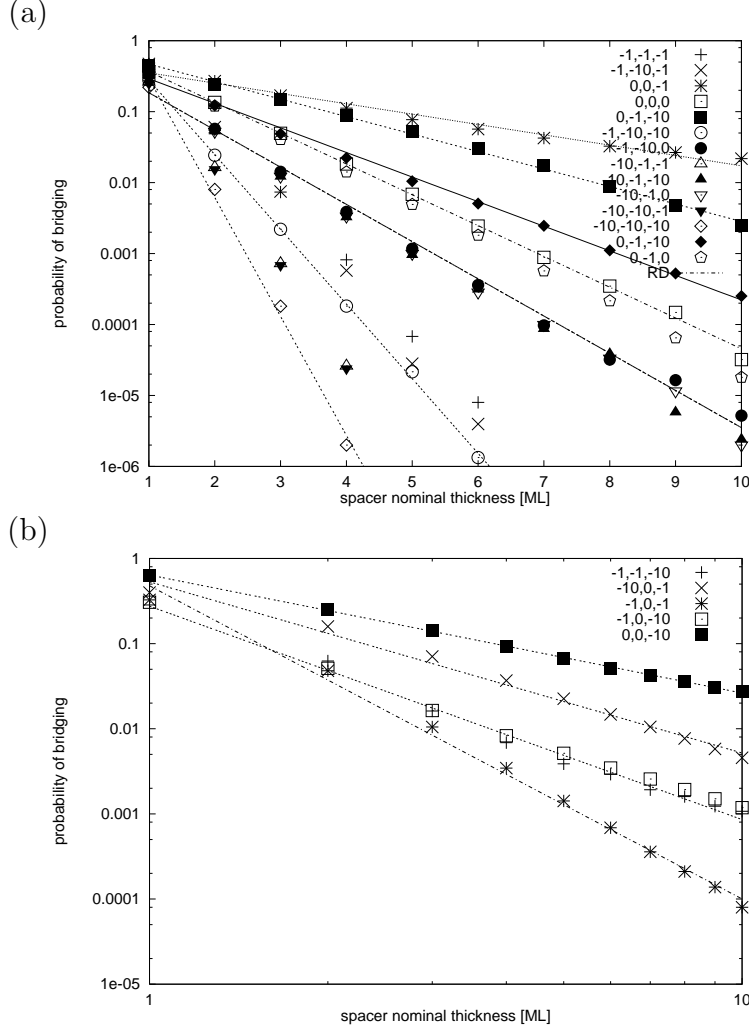 (a)
1
0.1
0.01
0.001
0.0001
1e-05
1e-06
probability of bridging
1 2 3 4 5 6 7 8 9 10
spacer nominal thickness [ML]
-1,-1,-1
-1,-10,-1
0,0,-1
0,0,0
0,-1,-10
-1,-10,-10
-1,-10,0
-10,-1,-1
-10,-1,-10
-10,-1,0
-10,-10,-1
-10,-10,-10
0,-1,-10
0,-1,0
RD
(b)
1
0.1
0.01
0.001
0.0001
1e-05
probability of bridging
1 10
spacer nominal thickness [ML]
-1,-1,-10
-10,0,-1
-1,0,-1
-1,0,-10
0,0,-10